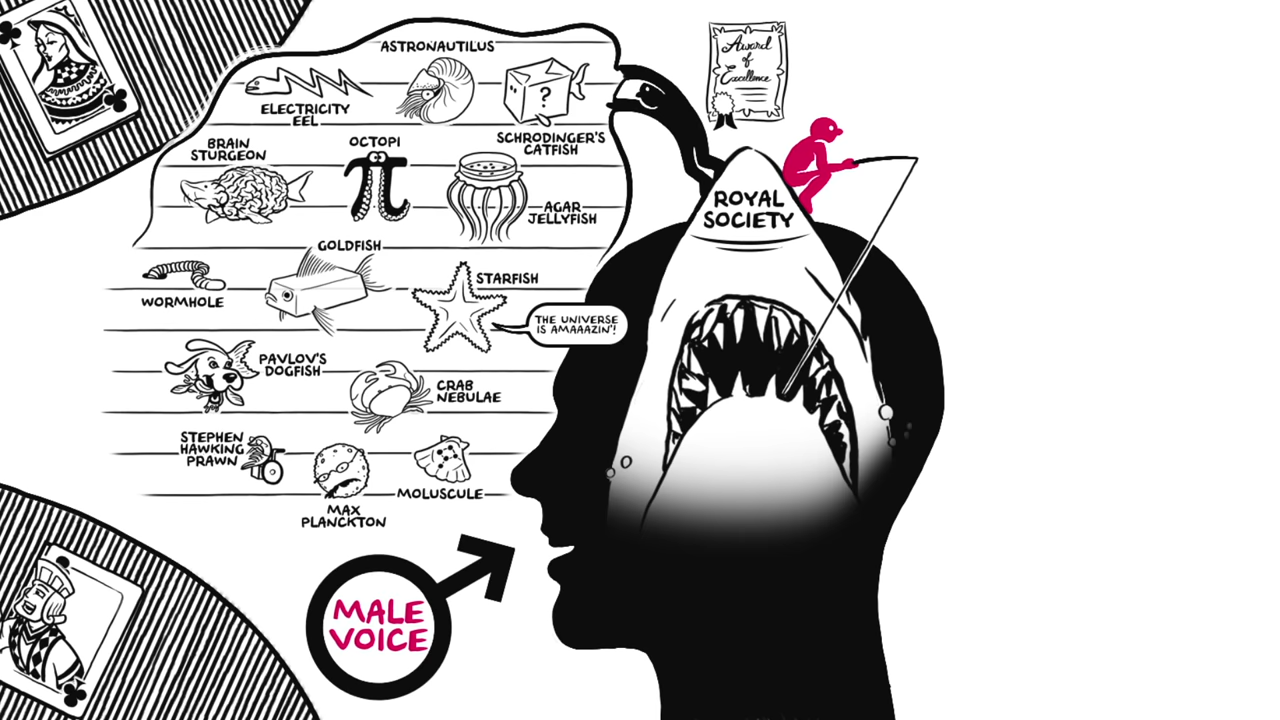 ASTRONAUTILUS
Award
of
Excellence
ELECTRICITY
EEL
?
SCHRODINGER'S
CATFISH
BRAIN
STURGEON
OCTOPI
AGAR
JELLYFISH
ROYAL
SOCIETY
GOLDFISH
WORMHOLE
STARFISH
THE UNIVERSE
IS AMAAAZIN'!
PAVLOV'S
DOGFISH
CRAB
NEBULAE
STEPHEN
HAWKING
PRAWN
MAX
PLANCKTON
MOLUSCULE
MALE
VOICE